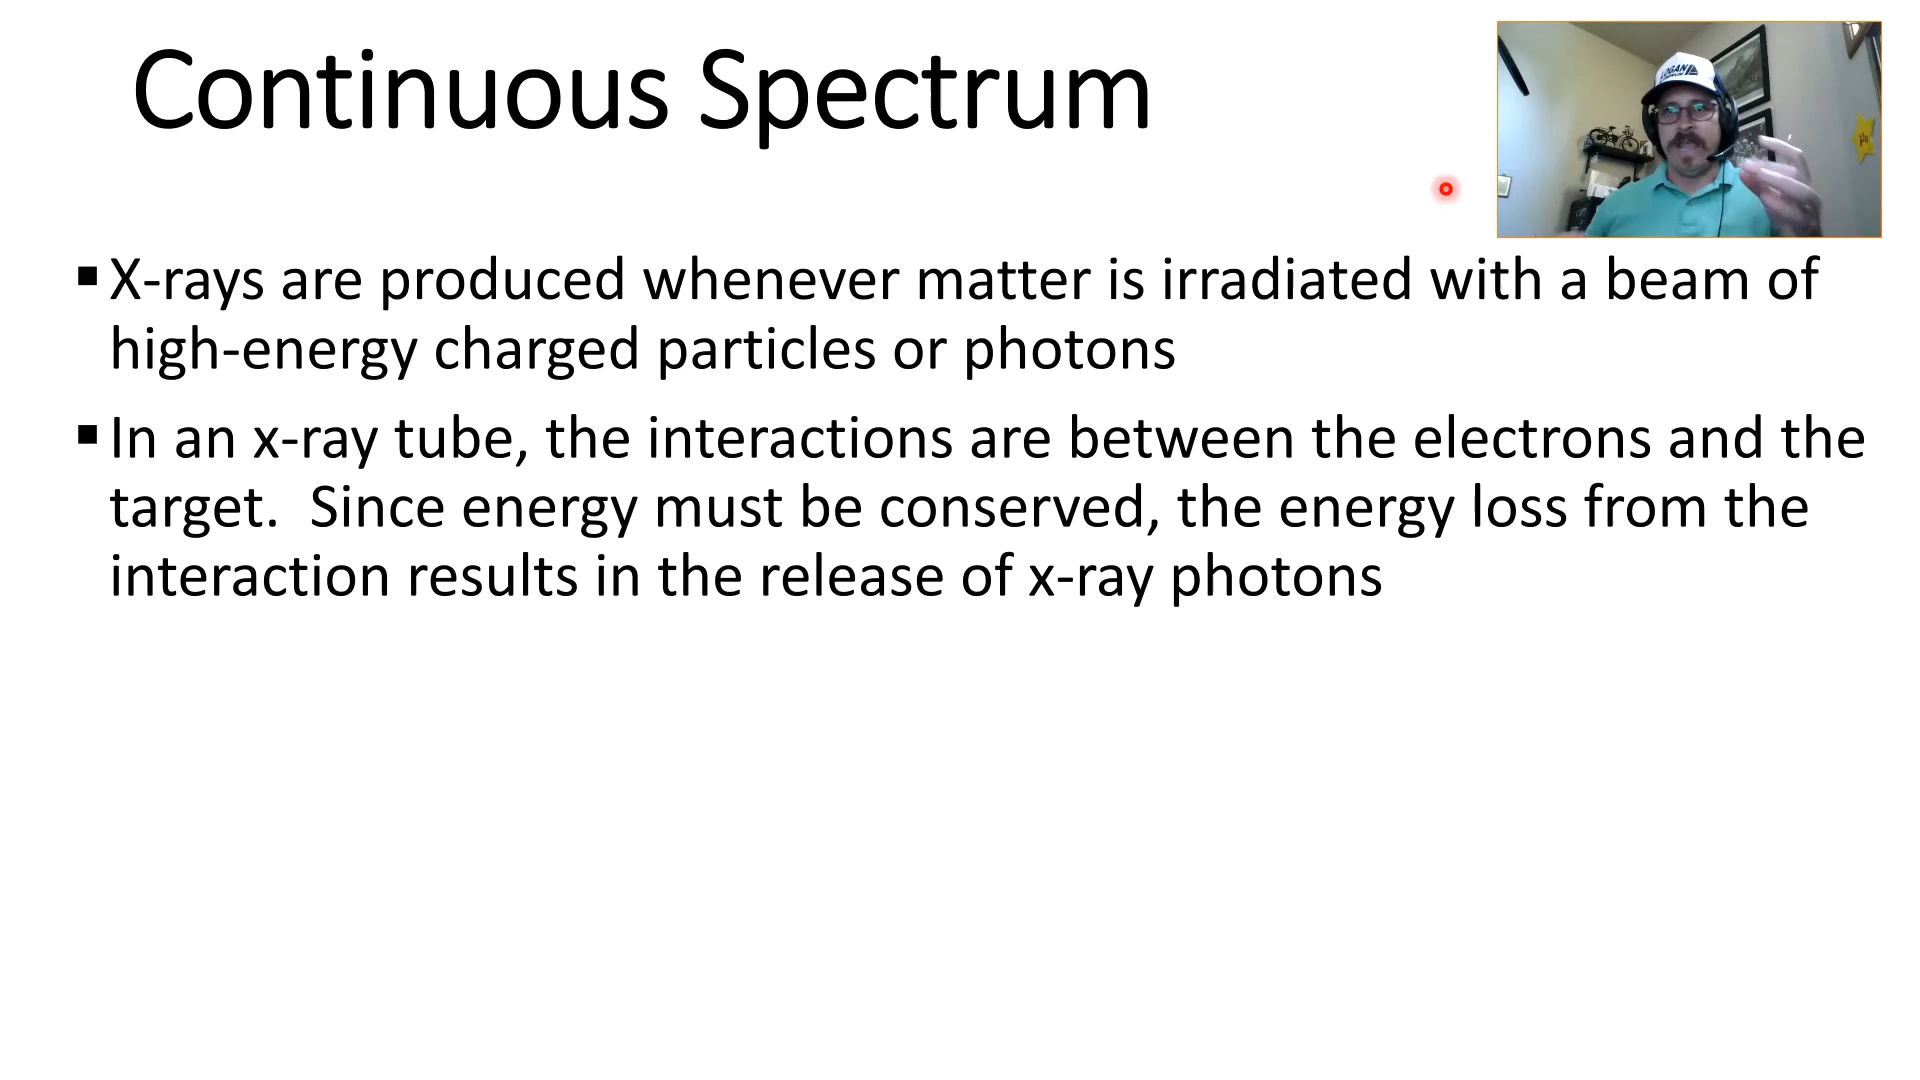 Continuous Spectrum
▪X-rays are produced whenever matter is irradiated with a beam of
high-energy charged particles or photons
▪In an x-ray tube, the interactions are between the electrons and the
target.  Since energy must be conserved, the energy loss from the
interaction results in the release of x-ray photons